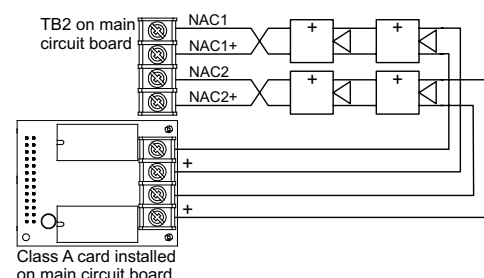 TB2 on main
circuit board
NAC1
NAC1+
NAC2
NAC2+
+
+
+
+
+
+
Class A card installed
on main circuit board